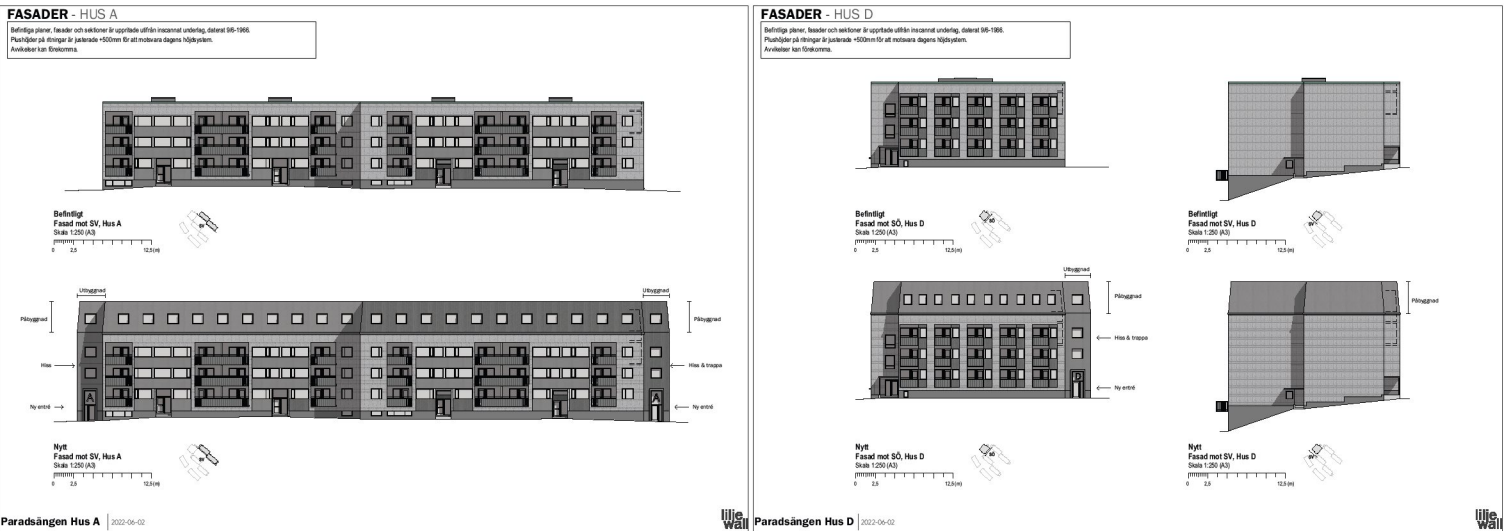 FASADER - HUS A
Befintliga planer, fasader och sektioner är uppritade utifrån inscannat underlag, daterat 9/6-1966.
Plushöjder på ritningar är justerade +500mm för att motsvara dagens höjdsystem.
Avvikelser kan förekomma.
Befintligt
Fasad mot SV, Hus A
Skala 1:250 (A3)
0 2,5 12,5 (m)
SV
Utbyggnad
Utbyggnad
Påbyggnad
Påbyggnad
Hiss
Hiss & trappa
A
A
Ny entré
Ny entré
Nytt
Fasad mot SV, Hus A
Skala 1:250 (A3)
0 2,5 12,5 (m)
SV
Paradsängen Hus A | 2022-06-02
lilje
wall
FASADER - HUS D
Befintliga planer, fasader och sektioner är uppritade utifrån inscannat underlag, daterat 9/6-1966.
Plushöjder på ritningar är justerade +500mm för att motsvara dagens höjdsystem.
Avvikelser kan förekomma.
Befintligt
Fasad mot SÖ, Hus D
Skala 1:250 (A3)
0 2,5 12,5 (m)
SÖ
Befintligt
Fasad mot SV, Hus D
Skala 1:250 (A3)
0 2,5 12,5 (m)
SV
Utbyggnad
Påbyggnad
Hiss & trappa
D
Ny entré
Påbyggnad
Nytt
Fasad mot SÖ, Hus D
Skala 1:250 (A3)
0 2,5 12,5 (m)
SÖ
Nytt
Fasad mot SV, Hus D
Skala 1:250 (A3)
0 2,5 12,5 (m)
SV
Paradsängen Hus D | 2022-06-02
lilje
wall